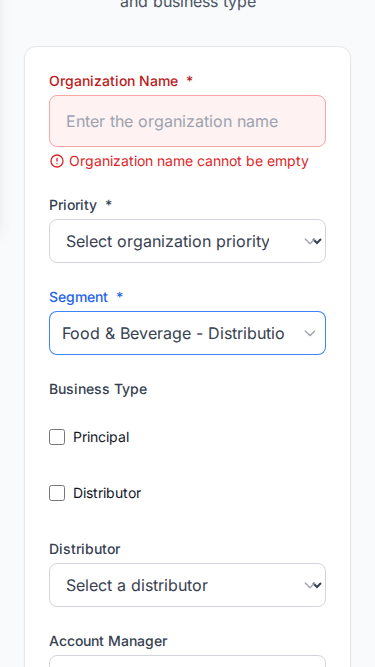 and business type
Organization Name *
Enter the organization name
Organization name cannot be empty
Priority *
Select organization priority
Segment *
Food & Beverage - Distributio
Business Type
Principal
Distributor
Distributor
Select a distributor
Account Manager